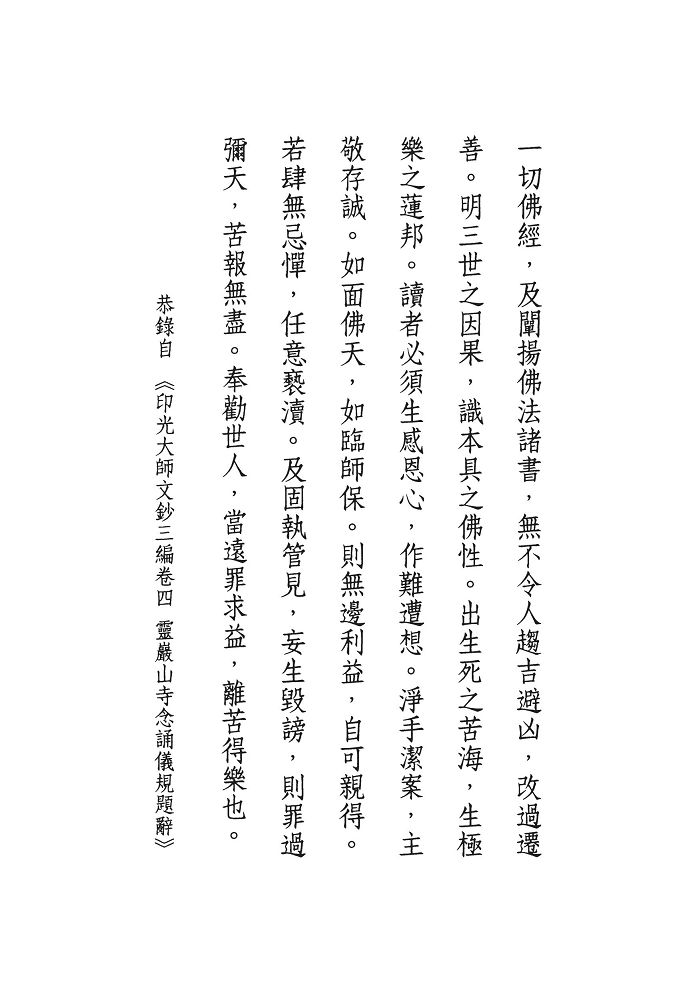 一切佛經，及闡揚佛法諸書，無不令人趨吉避凶，改過遷
善。明三世之因果，識本具之佛性。出生死之苦海，生極
樂之蓮邦。讀者必須生感恩心，作難遭想。淨手潔案，主
敬存誠。如面佛天，如臨師保。則無邊利益，自可親得。
若肆無忌憚，任意褻瀆。及固執管見，妄生毀謗，則罪過
彌天，苦報無盡。奉勸世人，當遠罪求益，離苦得樂也。
恭錄自　《印光大師文鈔三編卷四　靈巖山寺念誦儀規題辭》